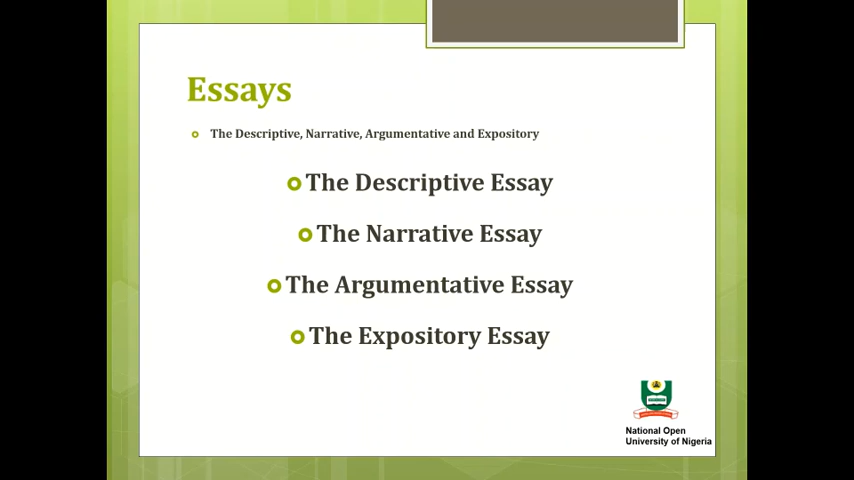 Essays
The Descriptive, Narrative, Argumentative and Expository
The Descriptive Essay
The Narrative Essay
The Argumentative Essay
The Expository Essay
National Open
University of Nigeria